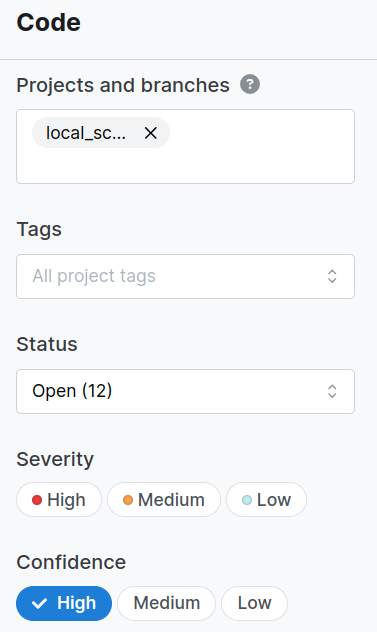 Code
Projects and branches ?
local_sc...
Tags
All project tags
Status
Open (12)
Severity
High Medium Low
Confidence
High Medium Low